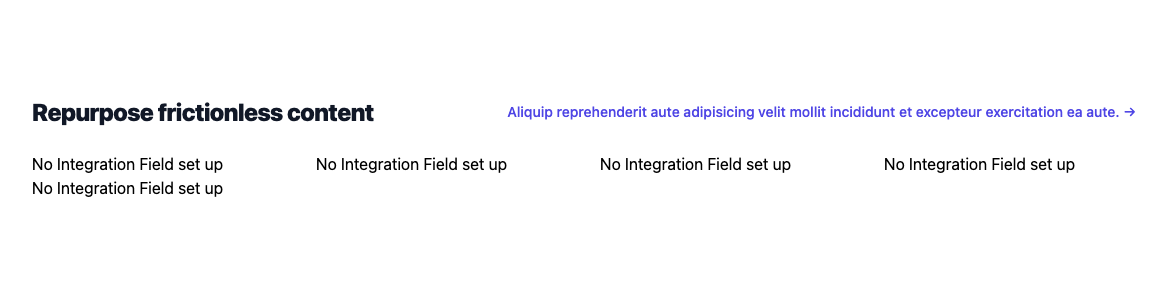 Repurpose frictionless content
Aliquip reprehenderit aute adipisicing velit mollit incididunt et excepteur exercitation ea aute. →
No Integration Field set up
No Integration Field set up
No Integration Field set up
No Integration Field set up
No Integration Field set up